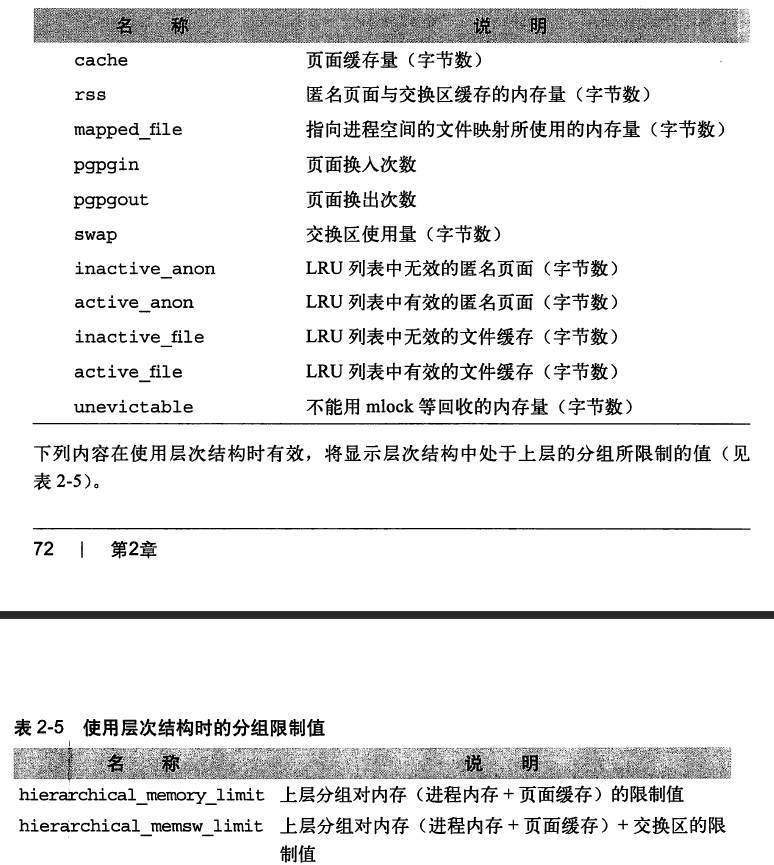 名 称 说 明
cache 页面缓存量（字节数）
rss 匿名页面与交换区缓存的内存量（字节数）
mapped_file 指向进程空间的文件映射所使用的内存量（字节数）
pgpgin 页面换入次数
pgpgout 页面换出次数
swap 交换区使用量（字节数）
inactive_anon LRU 列表中无效的匿名页面（字节数）
active_anon LRU 列表中有效的匿名页面（字节数）
inactive_file LRU 列表中无效的文件缓存（字节数）
active_file LRU 列表中有效的文件缓存（字节数）
unevictable 不能用 mlock 等回收的内存量（字节数）
下列内容在使用层次结构时有效，将显示层次结构中处于上层的分组所限制的值（见
表 2-5）。
72 | 第2章
表 2-5 使用层次结构时的分组限制值
名 称 说 明
hierarchical_memory_limit 上层分组对内存（进程内存 + 页面缓存）的限制值
hierarchical_memsw_limit 上层分组对内存（进程内存 + 页面缓存）+ 交换区的限
制值